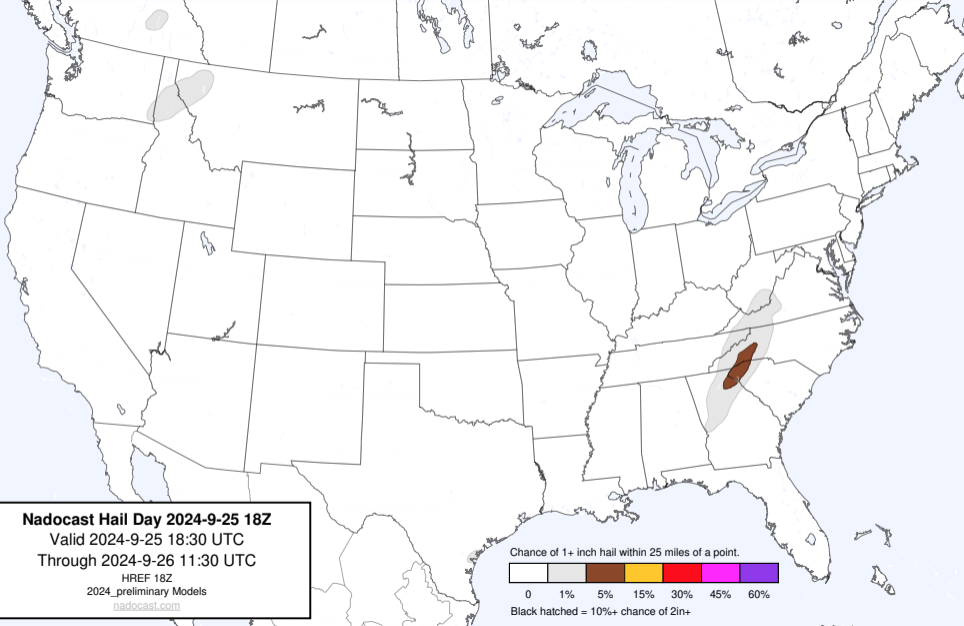 Nadocast Hail Day 2024-9-25 18Z
Valid 2024-9-25 18:30 UTC
Through 2024-9-26 11:30 UTC
HREF 18Z
2024_preliminary Models
nadocast.com
Chance of 1+ inch hail within 25 miles of a point.
0 1% 5% 15% 30% 45% 60%
Black hatched = 10%+ chance of 2in+